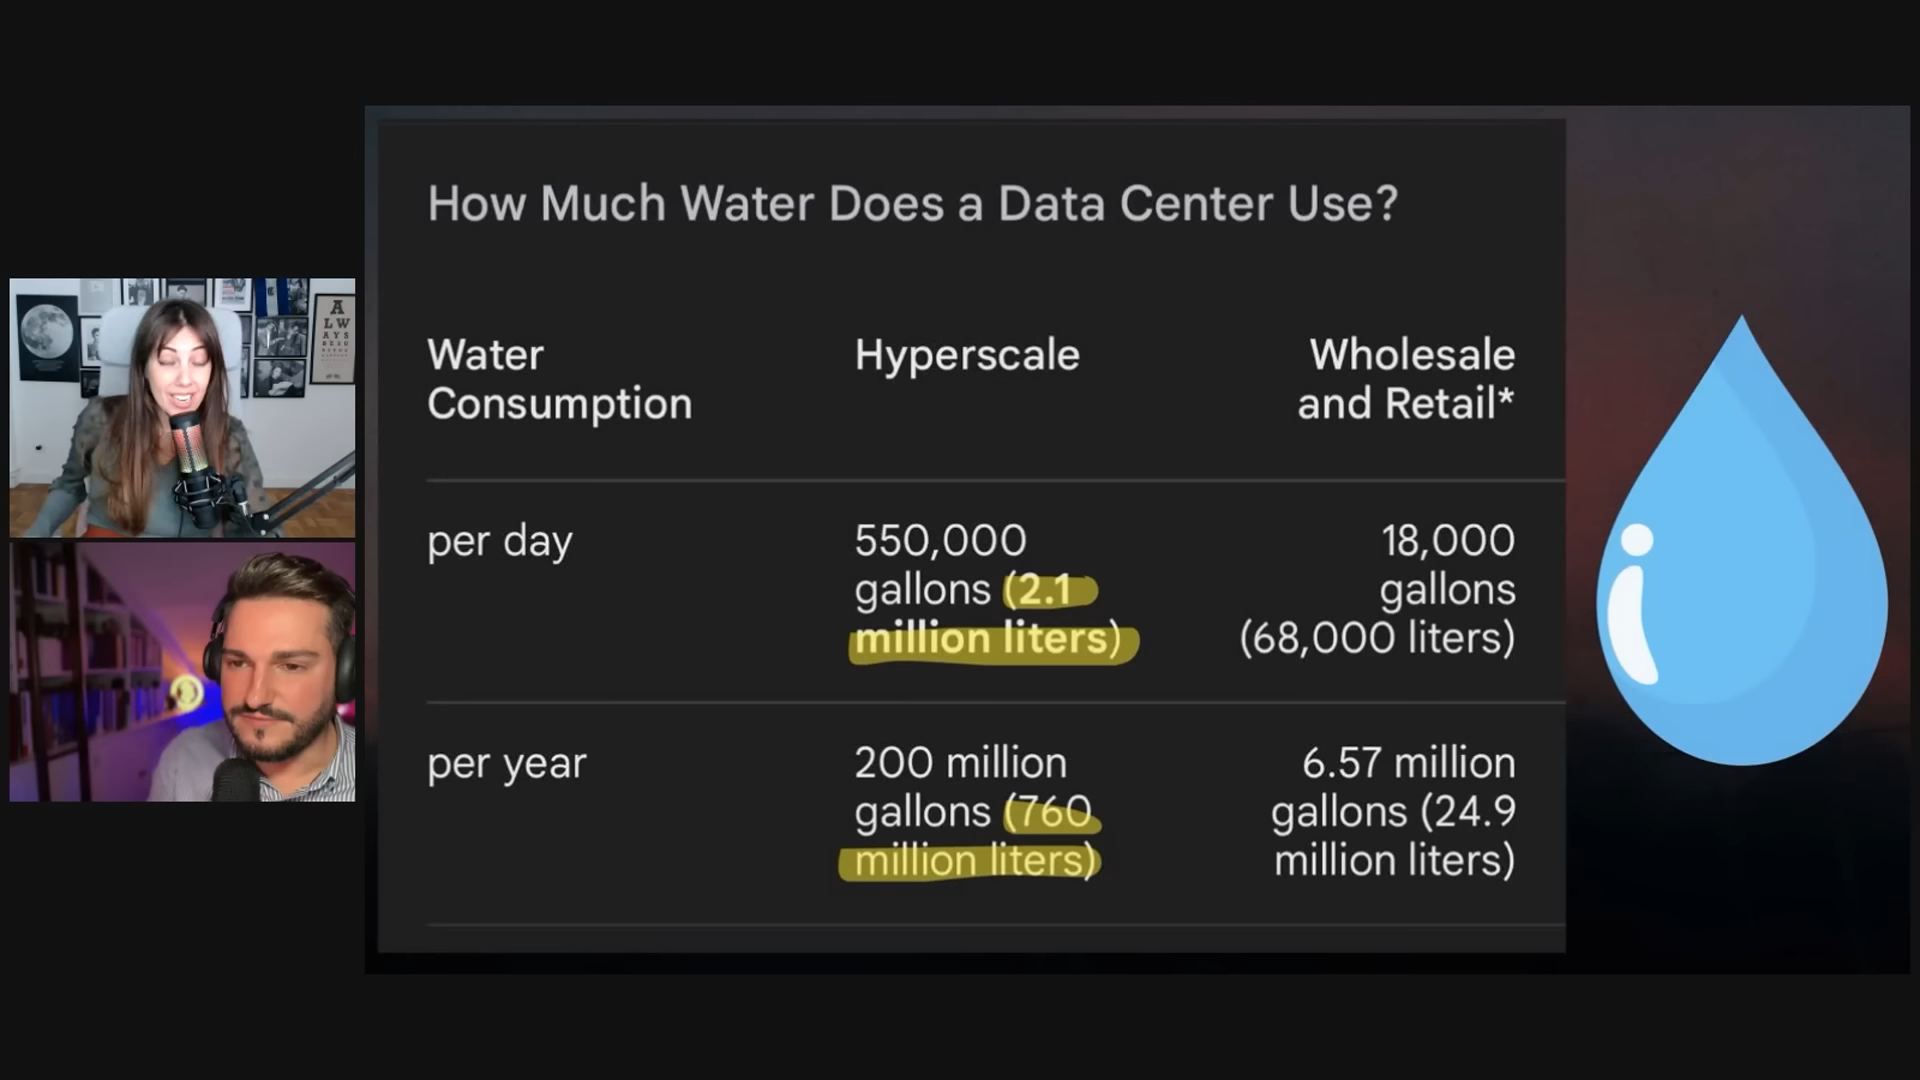 How Much Water Does a Data Center Use?
Water
Consumption
Hyperscale
Wholesale
and Retail*
per day
550,000
gallons (2.1
million liters)
18,000
gallons
(68,000 liters)
per year
200 million
gallons (760
million liters)
6.57 million
gallons (24.9
million liters)
A
L W
A Y S